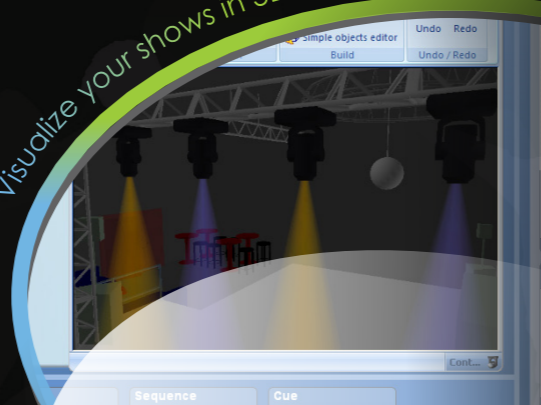 Visualize your shows in
Undo Redo
Simple objects editor
Build Undo / Redo
Cont...
Sequence Cue